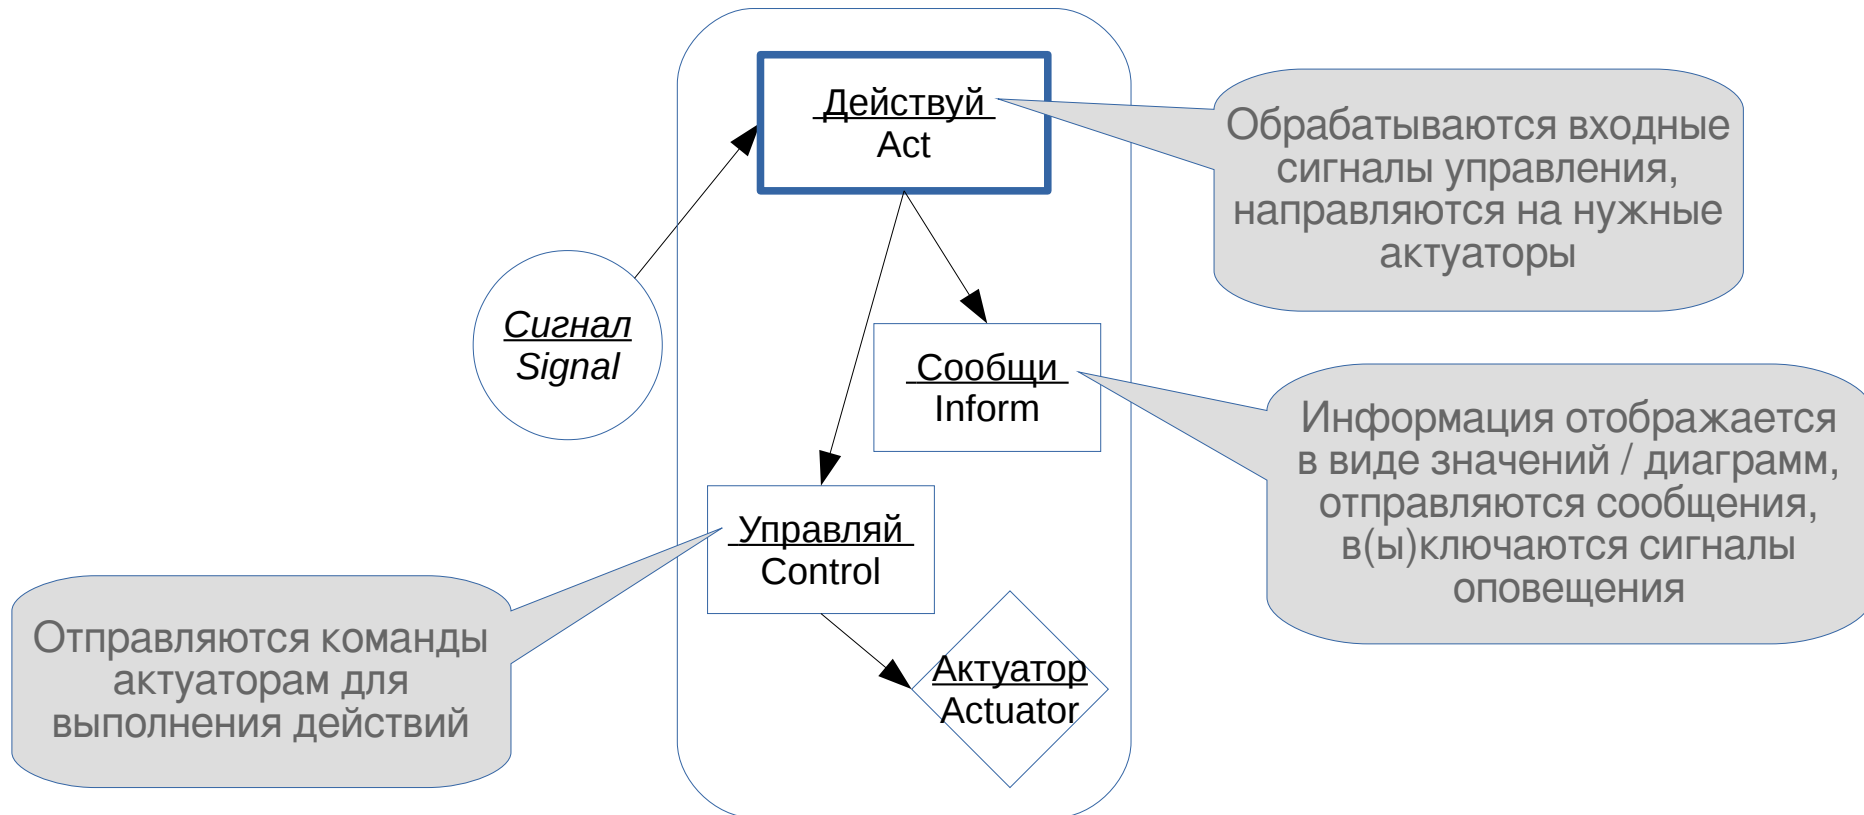 Действуй
Act
Обрабатываются входные
сигналы управления,
направляются на нужные
актуаторы
Сигнал
Signal
Сообщи
Inform
Информация отображается
в виде значений / диаграмм,
отправляются сообщения,
в(ы)ключаются сигналы
оповещения
Управляй
Control
Отправляются команды
актуаторам для
выполнения действий
Актуатор
Actuator